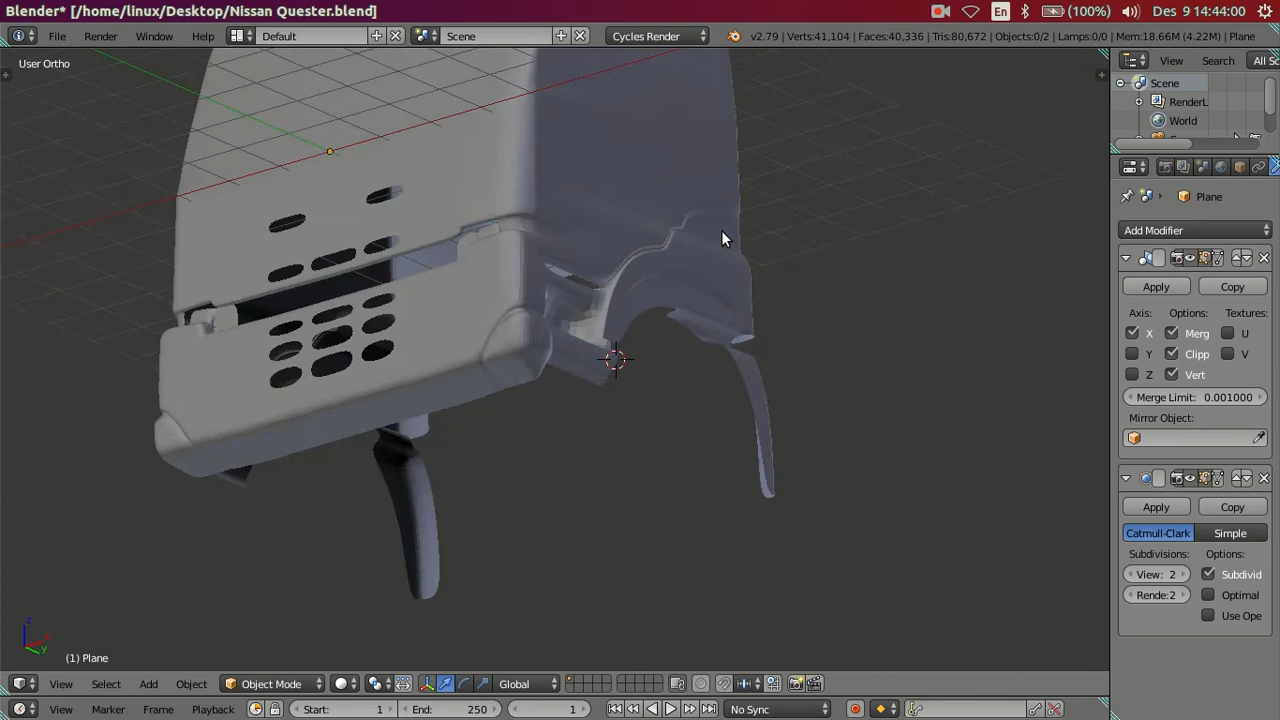 Blender* [/home/linux/Desktop/Nissan Quester.blend]
En (100%) Des 9 14:44:00
File Render Window Help Default Scene Cycles Render v2.79 | Verts:41,104 | Faces:40,336 | Tris:80,672 | Objects:0/2 | Lamps:0/0 | Mem:18.66M (4.22M) | Plane
User Ortho
View Search All Sc
Scene
RenderL
World
Plane
Add Modifier
Apply Copy
Axis: Options: Textures:
X Merg U
Y Clipp V
Z Vert
Merge Limit: 0.001000
Mirror Object:
Apply Copy
Catmull-Clark Simple
Subdivisions: Options:
View: 2 Subdivid
Rende:2 Optimal
Use Ope
z
x
y
(1) Plane
View Select Add Object Object Mode Global
View Marker Frame Playback Start: 1 End: 250 1 No Sync